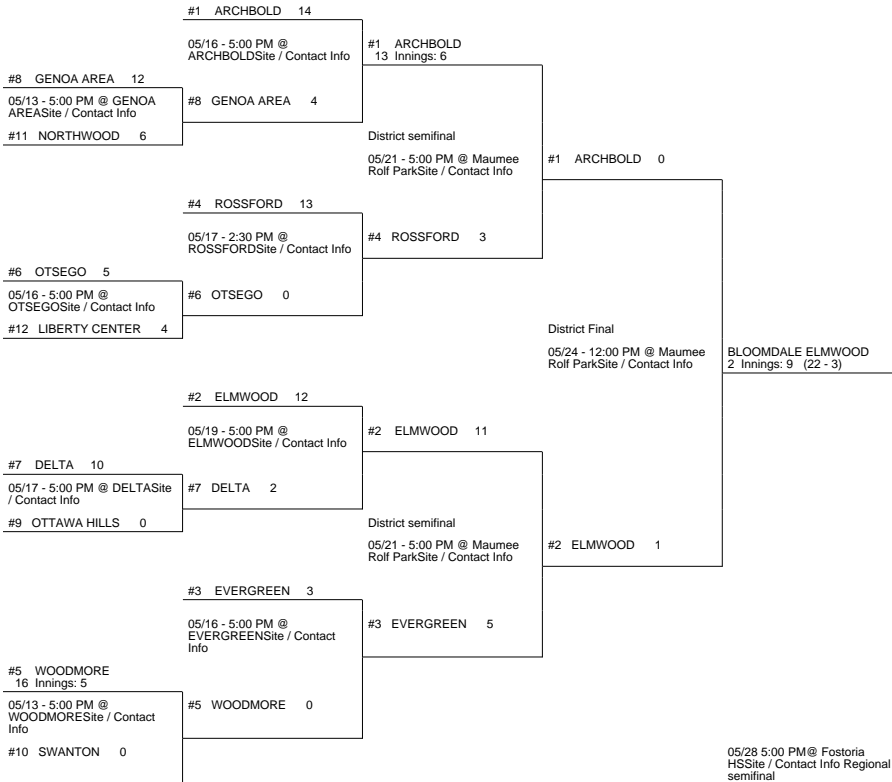 #1 ARCHBOLD 14
05/16 - 5:00 PM @
ARCHBOLDSite / Contact Info
#1 ARCHBOLD
13 Innings: 6
#8 GENOA AREA 12
05/13 - 5:00 PM @ GENOA
AREASite / Contact Info
#8 GENOA AREA 4
#11 NORTHWOOD 6
District semifinal
05/21 - 5:00 PM @ Maumee
Rolf ParkSite / Contact Info
#1 ARCHBOLD 0
#4 ROSSFORD 13
05/17 - 2:30 PM @
ROSSFORDSite / Contact Info
#4 ROSSFORD 3
#6 OTSEGO 5
05/16 - 5:00 PM @
OTSEGOSite / Contact Info
#6 OTSEGO 0
#12 LIBERTY CENTER 4
District Final
05/24 - 12:00 PM @ Maumee
Rolf ParkSite / Contact Info
BLOOMDALE ELMWOOD
2 Innings: 9 (22 - 3)
#2 ELMWOOD 12
05/19 - 5:00 PM @
ELMWOODSite / Contact Info
#2 ELMWOOD 11
#7 DELTA 10
05/17 - 5:00 PM @ DELTASite
/ Contact Info
#7 DELTA 2
#9 OTTAWA HILLS 0
District semifinal
05/21 - 5:00 PM @ Maumee
Rolf ParkSite / Contact Info
#2 ELMWOOD 1
#3 EVERGREEN 3
05/16 - 5:00 PM @
EVERGREENSite / Contact
Info
#3 EVERGREEN 5
#5 WOODMORE
16 Innings: 5
05/13 - 5:00 PM @
WOODMORESite / Contact
Info
#5 WOODMORE 0
#10 SWANTON 0
05/28 5:00 PM@ Fostoria
HSSite / Contact Info Regional
semifinal